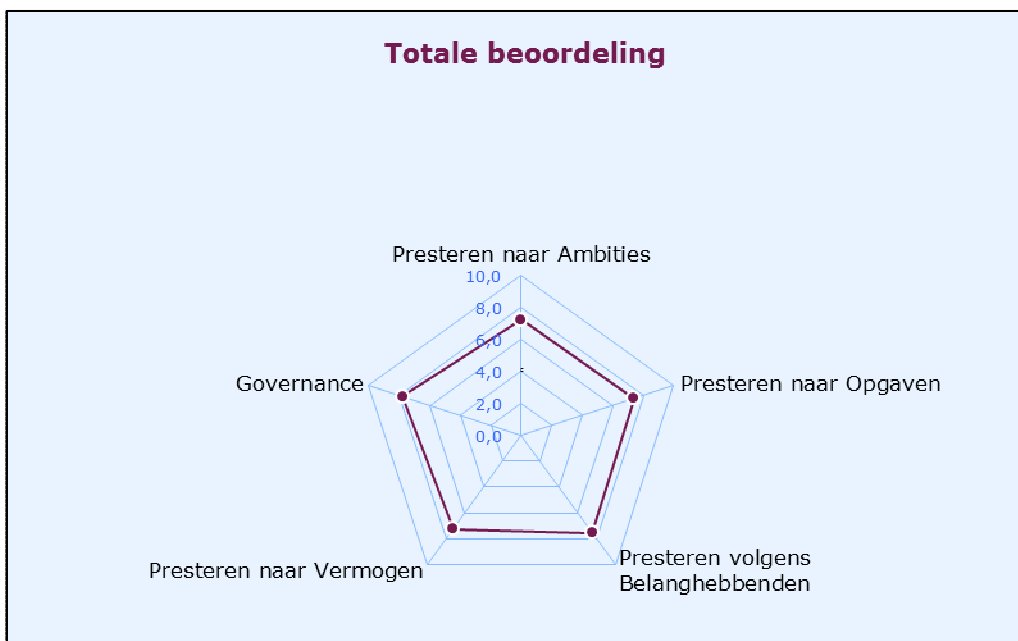 Totale beoordeling
Presteren naar Ambities
10,0
8,0
6,0
4,0
2,0
0,0
Governance
Presteren naar Opgaven
Presteren naar Vermogen
Presteren volgens
Belanghebbenden